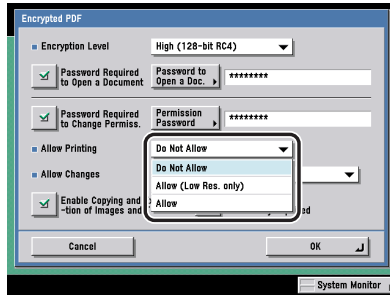 Encrypted PDF
Encryption Level
High (128-bit RC4)
Password Required
to Open a Document
Password to
Open a Doc.
********
Password Required
to Change Permiss.
Permission
Password
********
Allow Printing
Do Not Allow
Do Not Allow
Allow (Low Res. only)
Allow
Allow Changes
Enable Copying and
-tion of Images and
Cancel
OK
System Monitor